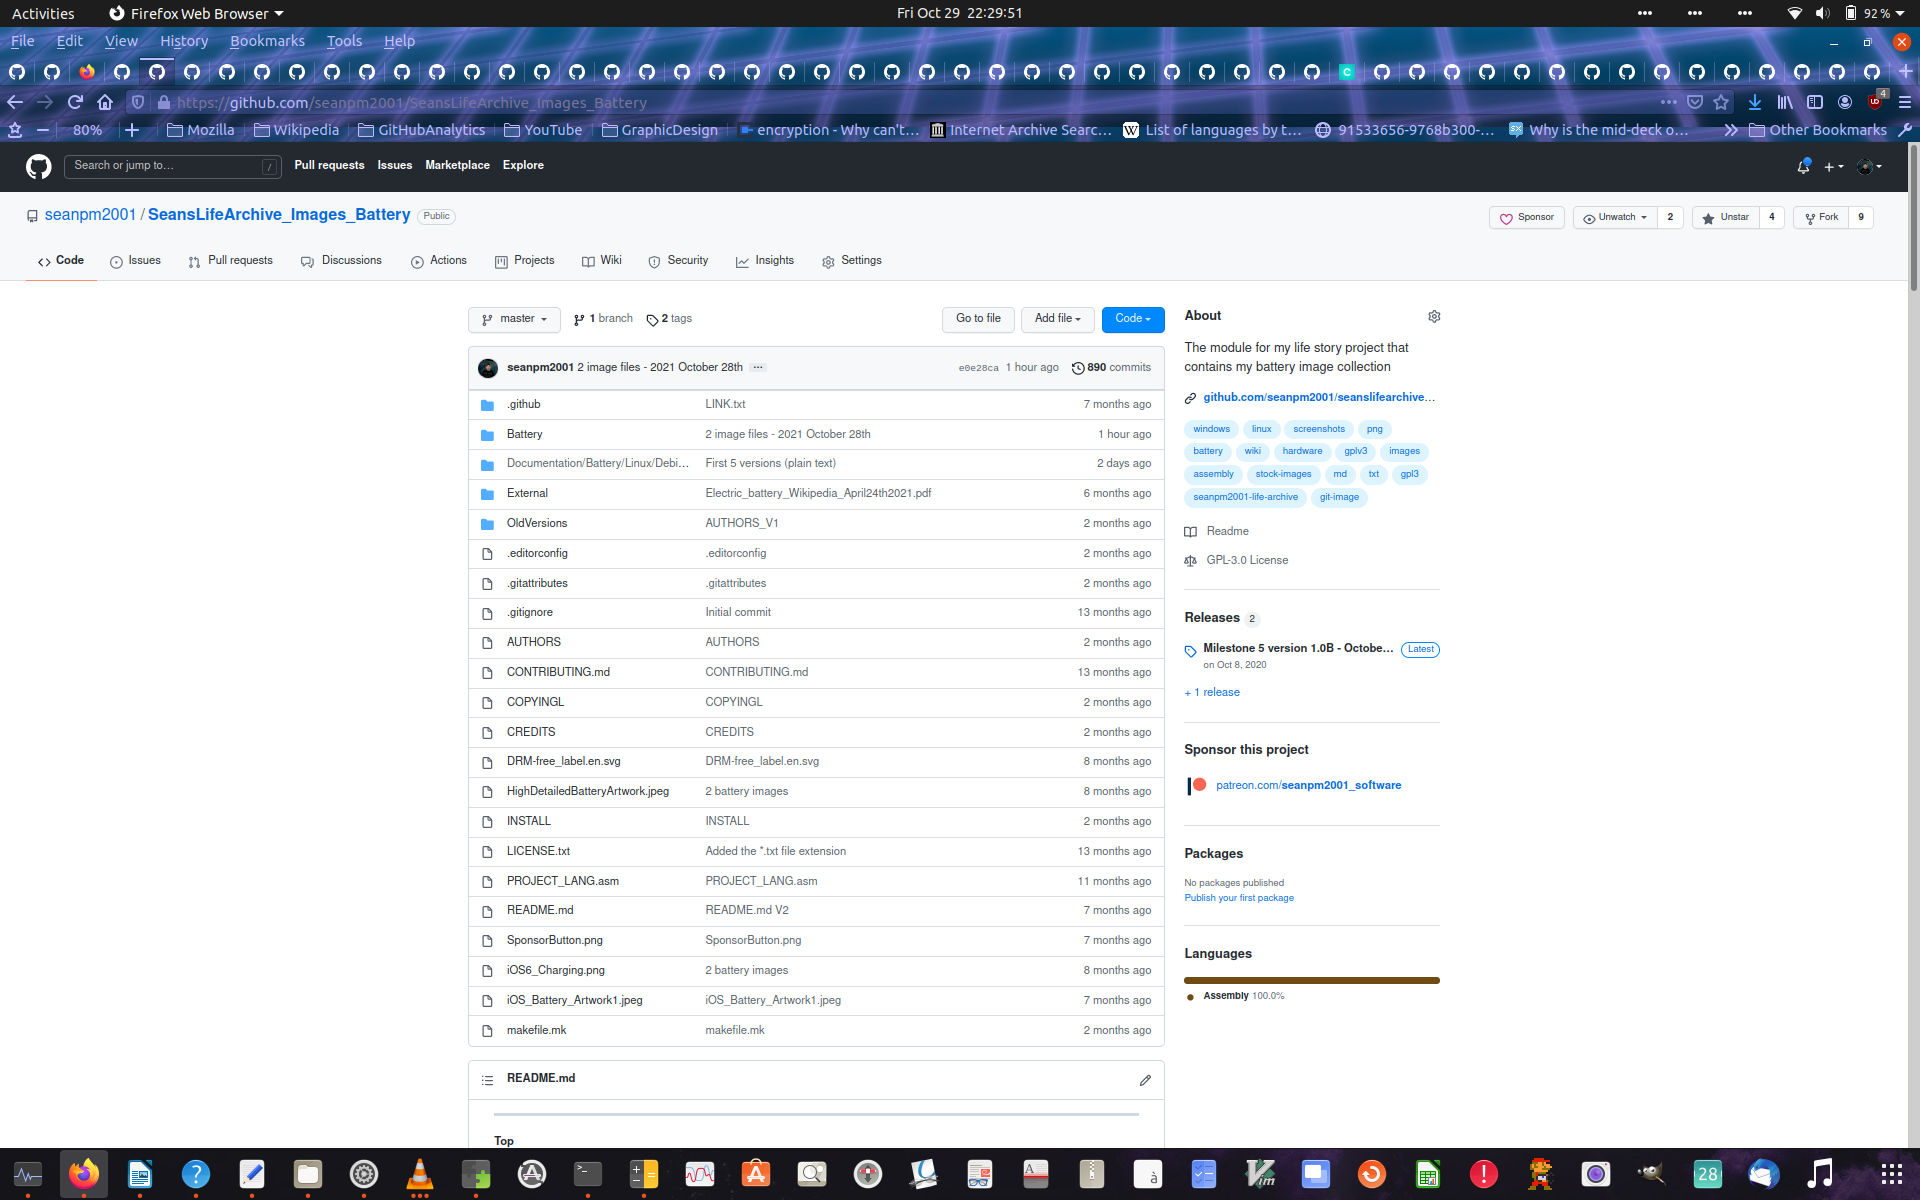 Activities Firefox Web Browser Fri Oct 29 22:29:51 92 %
File Edit View History Bookmarks Tools Help
https://github.com/seanpm2001/SeansLifeArchive_Images_Battery 4
80% Mozilla Wikipedia GitHubAnalytics YouTube GraphicDesign encryption - Why can't... Internet Archive Searc... List of languages by t... 91533656-9768b300-... Why is the mid-deck o... Other Bookmarks
Search or jump to... / Pull requests Issues Marketplace Explore
seanpm2001 / SeansLifeArchive_Images_Battery Public Sponsor Unwatch 2 Unstar 4 Fork 9
Code Issues Pull requests Discussions Actions Projects Wiki Security Insights Settings
master 1 branch 2 tags Go to file Add file Code
seanpm2001 2 image files - 2021 October 28th ... e0e28ca 1 hour ago 890 commits
.github LINK.txt 7 months ago
Battery 2 image files - 2021 October 28th 1 hour ago
Documentation/Battery/Linux/Debi... First 5 versions (plain text) 2 days ago
External Electric_battery_Wikipedia_April24th2021.pdf 6 months ago
OldVersions AUTHORS_V1 2 months ago
.editorconfig .editorconfig 2 months ago
.gitattributes .gitattributes 2 months ago
.gitignore Initial commit 13 months ago
AUTHORS AUTHORS 2 months ago
CONTRIBUTING.md CONTRIBUTING.md 13 months ago
COPYINGL COPYINGL 2 months ago
CREDITS CREDITS 2 months ago
DRM-free_label.en.svg DRM-free_label.en.svg 8 months ago
HighDetailedBatteryArtwork.jpeg 2 battery images 8 months ago
INSTALL INSTALL 2 months ago
LICENSE.txt Added the *.txt file extension 13 months ago
PROJECT_LANG.asm PROJECT_LANG.asm 11 months ago
README.md README.md V2 7 months ago
SponsorButton.png SponsorButton.png 7 months ago
iOS6_Charging.png 2 battery images 8 months ago
iOS_Battery_Artwork1.jpeg iOS_Battery_Artwork1.jpeg 7 months ago
makefile.mk makefile.mk 2 months ago
README.md
Top
About
The module for my life story project that
contains my battery image collection
github.com/seanpm2001/seanslifearchive...
windows linux screenshots png
battery wiki hardware gplv3 images
assembly stock-images md txt gpl3
seanpm2001-life-archive git-image
Readme
GPL-3.0 License
Releases 2
Milestone 5 version 1.0B - Octobe... Latest
on Oct 8, 2020
+ 1 release
Sponsor this project
patreon.com/seanpm2001_software
Packages
No packages published
Publish your first package
Languages
Assembly 100.0%
28